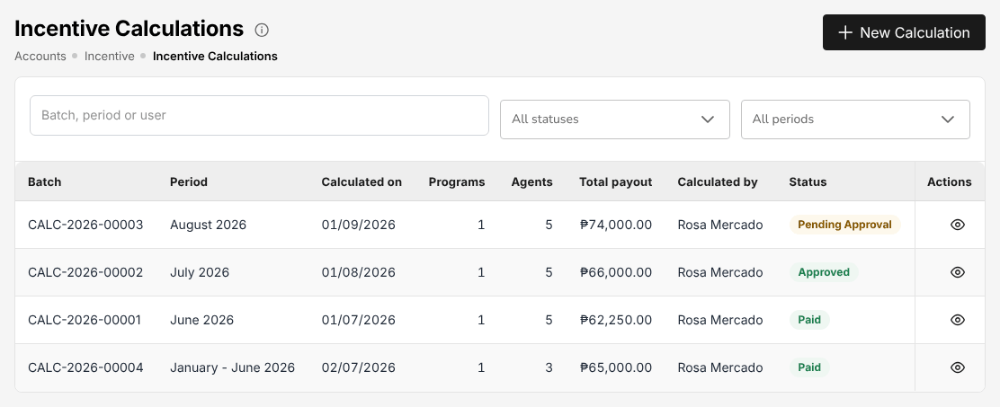 Incentive Calculations
New Calculation
Accounts Incentive Incentive Calculations
Batch, period or user
All statuses
All periods
Batch Period Calculated on Programs Agents Total payout Calculated by Status Actions
CALC-2026-00003 August 2026 01/09/2026 1 5 ₱74,000.00 Rosa Mercado Pending Approval
CALC-2026-00002 July 2026 01/08/2026 1 5 ₱66,000.00 Rosa Mercado Approved
CALC-2026-00001 June 2026 01/07/2026 1 5 ₱62,250.00 Rosa Mercado Paid
CALC-2026-00004 January - June 2026 02/07/2026 1 3 ₱65,000.00 Rosa Mercado Paid